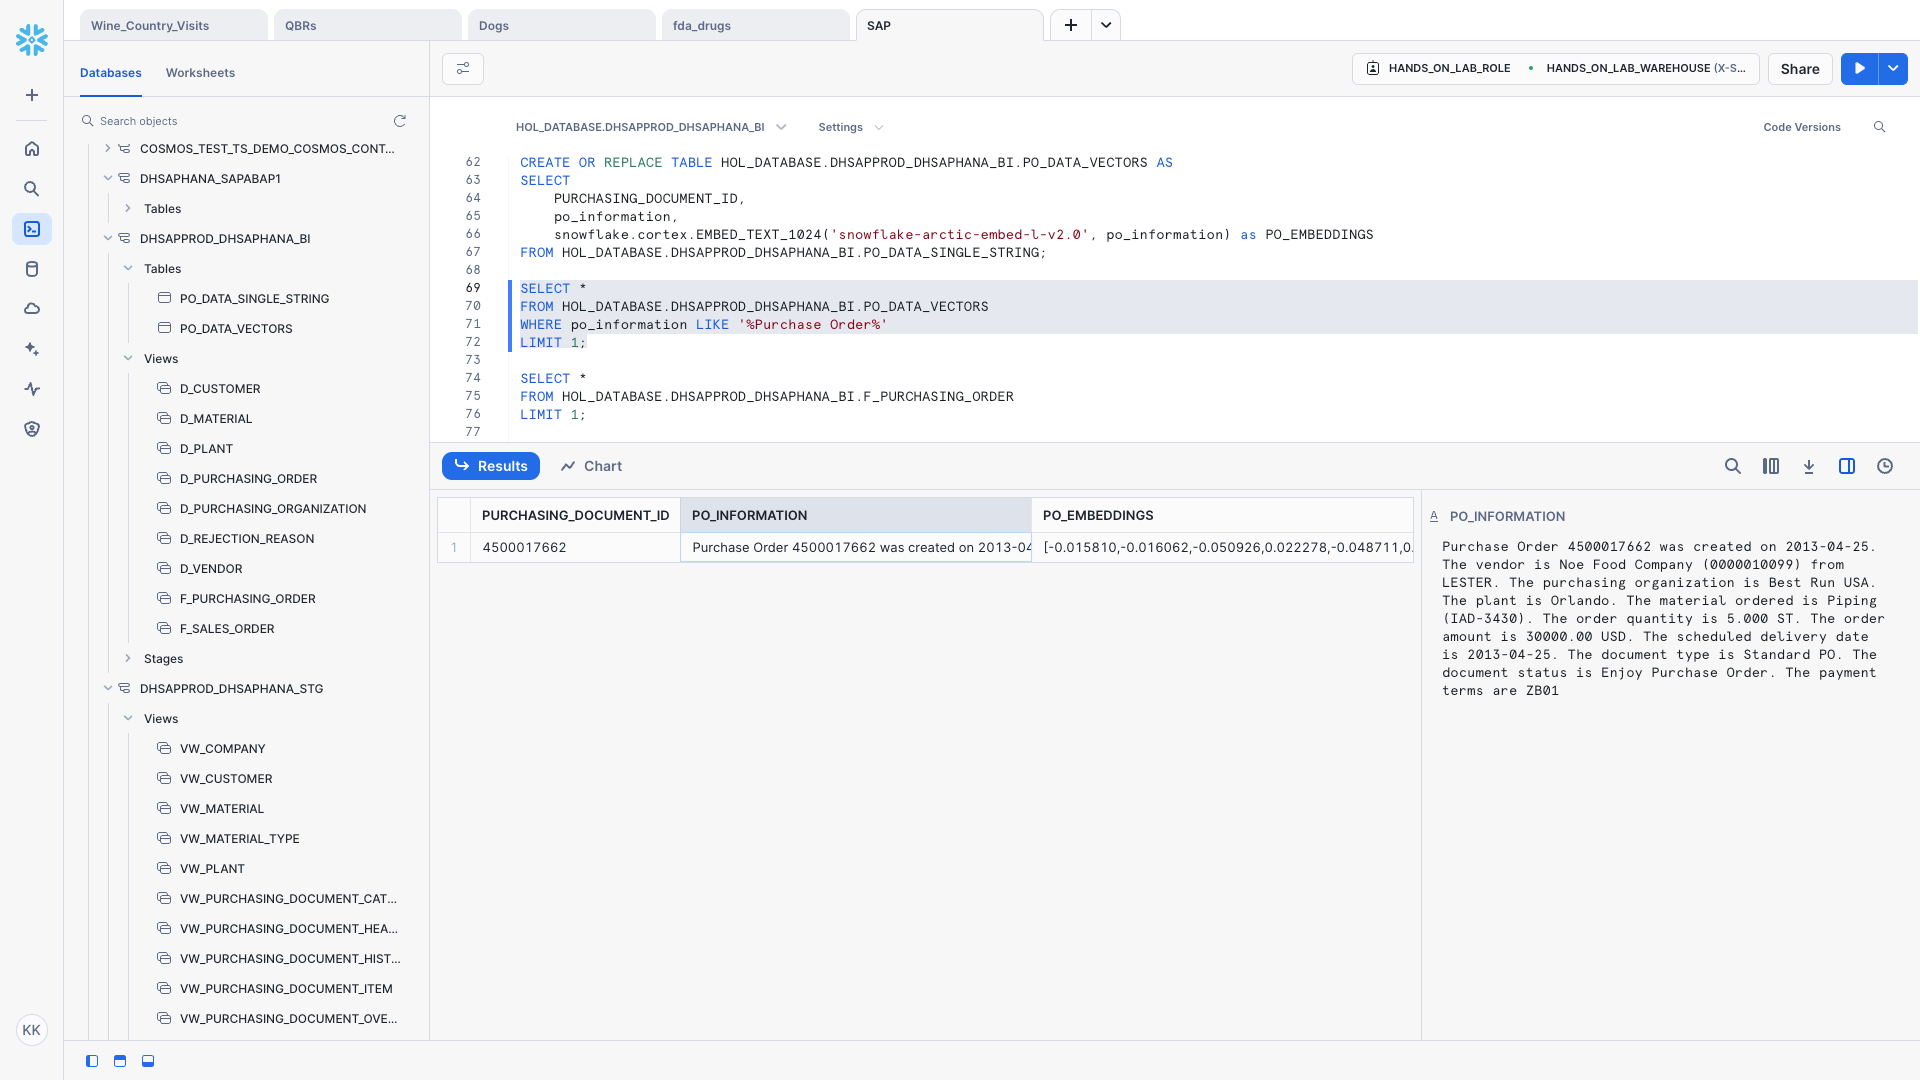 Wine_Country_Visits
QBRs
Dogs
fda_drugs
SAP
Databases
Worksheets
HANDS_ON_LAB_ROLE
HANDS_ON_LAB_WAREHOUSE (X-S...
Share
Search objects
COSMOS_TEST_TS_DEMO_COSMOS_CONT...
DHSAPHANA_SAPABAP1
Tables
DHSAPPROD_DHSAPHANA_BI
Tables
PO_DATA_SINGLE_STRING
PO_DATA_VECTORS
Views
D_CUSTOMER
D_MATERIAL
D_PLANT
D_PURCHASING_ORDER
D_PURCHASING_ORGANIZATION
D_REJECTION_REASON
D_VENDOR
F_PURCHASING_ORDER
F_SALES_ORDER
Stages
DHSAPPROD_DHSAPHANA_STG
Views
VW_COMPANY
VW_CUSTOMER
VW_MATERIAL
VW_MATERIAL_TYPE
VW_PLANT
VW_PURCHASING_DOCUMENT_CAT...
VW_PURCHASING_DOCUMENT_HEA...
VW_PURCHASING_DOCUMENT_HIST...
VW_PURCHASING_DOCUMENT_ITEM
VW_PURCHASING_DOCUMENT_OVE...
KK
HOL_DATABASE.DHSAPPROD_DHSAPHANA_BI
Settings
Code Versions
62 CREATE OR REPLACE TABLE HOL_DATABASE.DHSAPPROD_DHSAPHANA_BI.PO_DATA_VECTORS AS
63 SELECT
64 PURCHASING_DOCUMENT_ID,
65 po_information,
66 snowflake.cortex.EMBED_TEXT_1024('snowflake-arctic-embed-l-v2.0', po_information) as PO_EMBEDDINGS
67 FROM HOL_DATABASE.DHSAPPROD_DHSAPHANA_BI.PO_DATA_SINGLE_STRING;
68
69 SELECT *
70 FROM HOL_DATABASE.DHSAPPROD_DHSAPHANA_BI.PO_DATA_VECTORS
71 WHERE po_information LIKE '%Purchase Order%'
72 LIMIT 1;
73
74 SELECT *
75 FROM HOL_DATABASE.DHSAPPROD_DHSAPHANA_BI.F_PURCHASING_ORDER
76 LIMIT 1;
77
Results
Chart
PURCHASING_DOCUMENT_ID
PO_INFORMATION
PO_EMBEDDINGS
1
4500017662
Purchase Order 4500017662 was created on 2013-04
[-0.015810,-0.016062,-0.050926,0.022278,-0.048711,0.
A PO_INFORMATION
Purchase Order 4500017662 was created on 2013-04-25.
The vendor is Noe Food Company (0000010099) from
LESTER. The purchasing organization is Best Run USA.
The plant is Orlando. The material ordered is Piping
(IAD-3430). The order quantity is 5.000 ST. The order
amount is 30000.00 USD. The scheduled delivery date
is 2013-04-25. The document type is Standard PO. The
document status is Enjoy Purchase Order. The payment
terms are ZB01